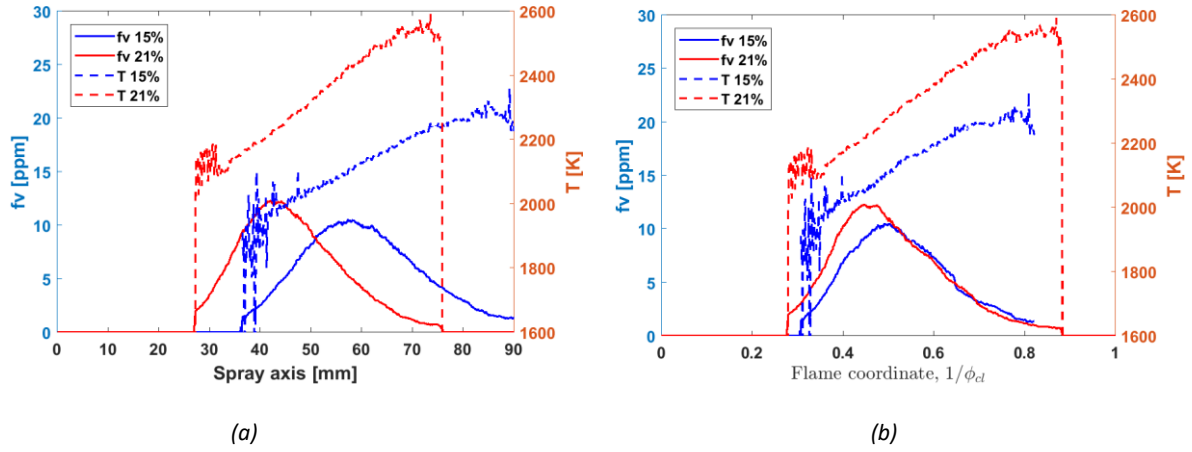 30
25
20
15
10
5
0
fv [ppm]
fv 15%
fv 21%
T 15%
T 21%
2600
2400
2200
2000
1800
1600
T [K]
0 10 20 30 40 50 60 70 80 90
Spray axis [mm]
(a)
30
25
20
15
10
5
0
fv [ppm]
fv 15%
fv 21%
T 15%
T 21%
2600
2400
2200
2000
1800
1600
T [K]
0 0.2 0.4 0.6 0.8 1
Flame coordinate, 1/ϕcl
(b)